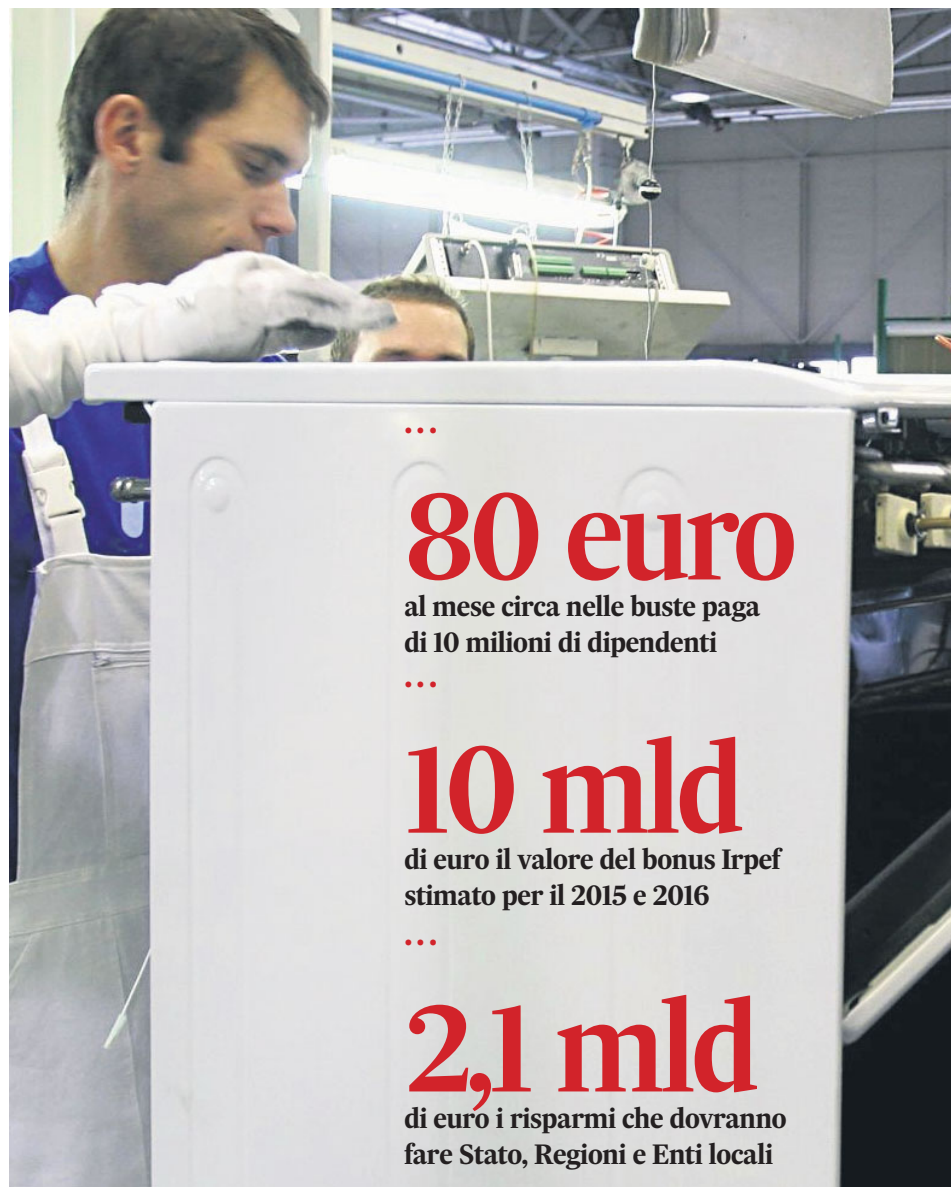 ...
80 euro
al mese circa nelle buste paga
di 10 milioni di dipendenti
...
10 mld
di euro il valore del bonus Irpef
stimato per il 2015 e 2016
...
2,1 mld
di euro i risparmi che dovranno
fare Stato, Regioni e Enti locali